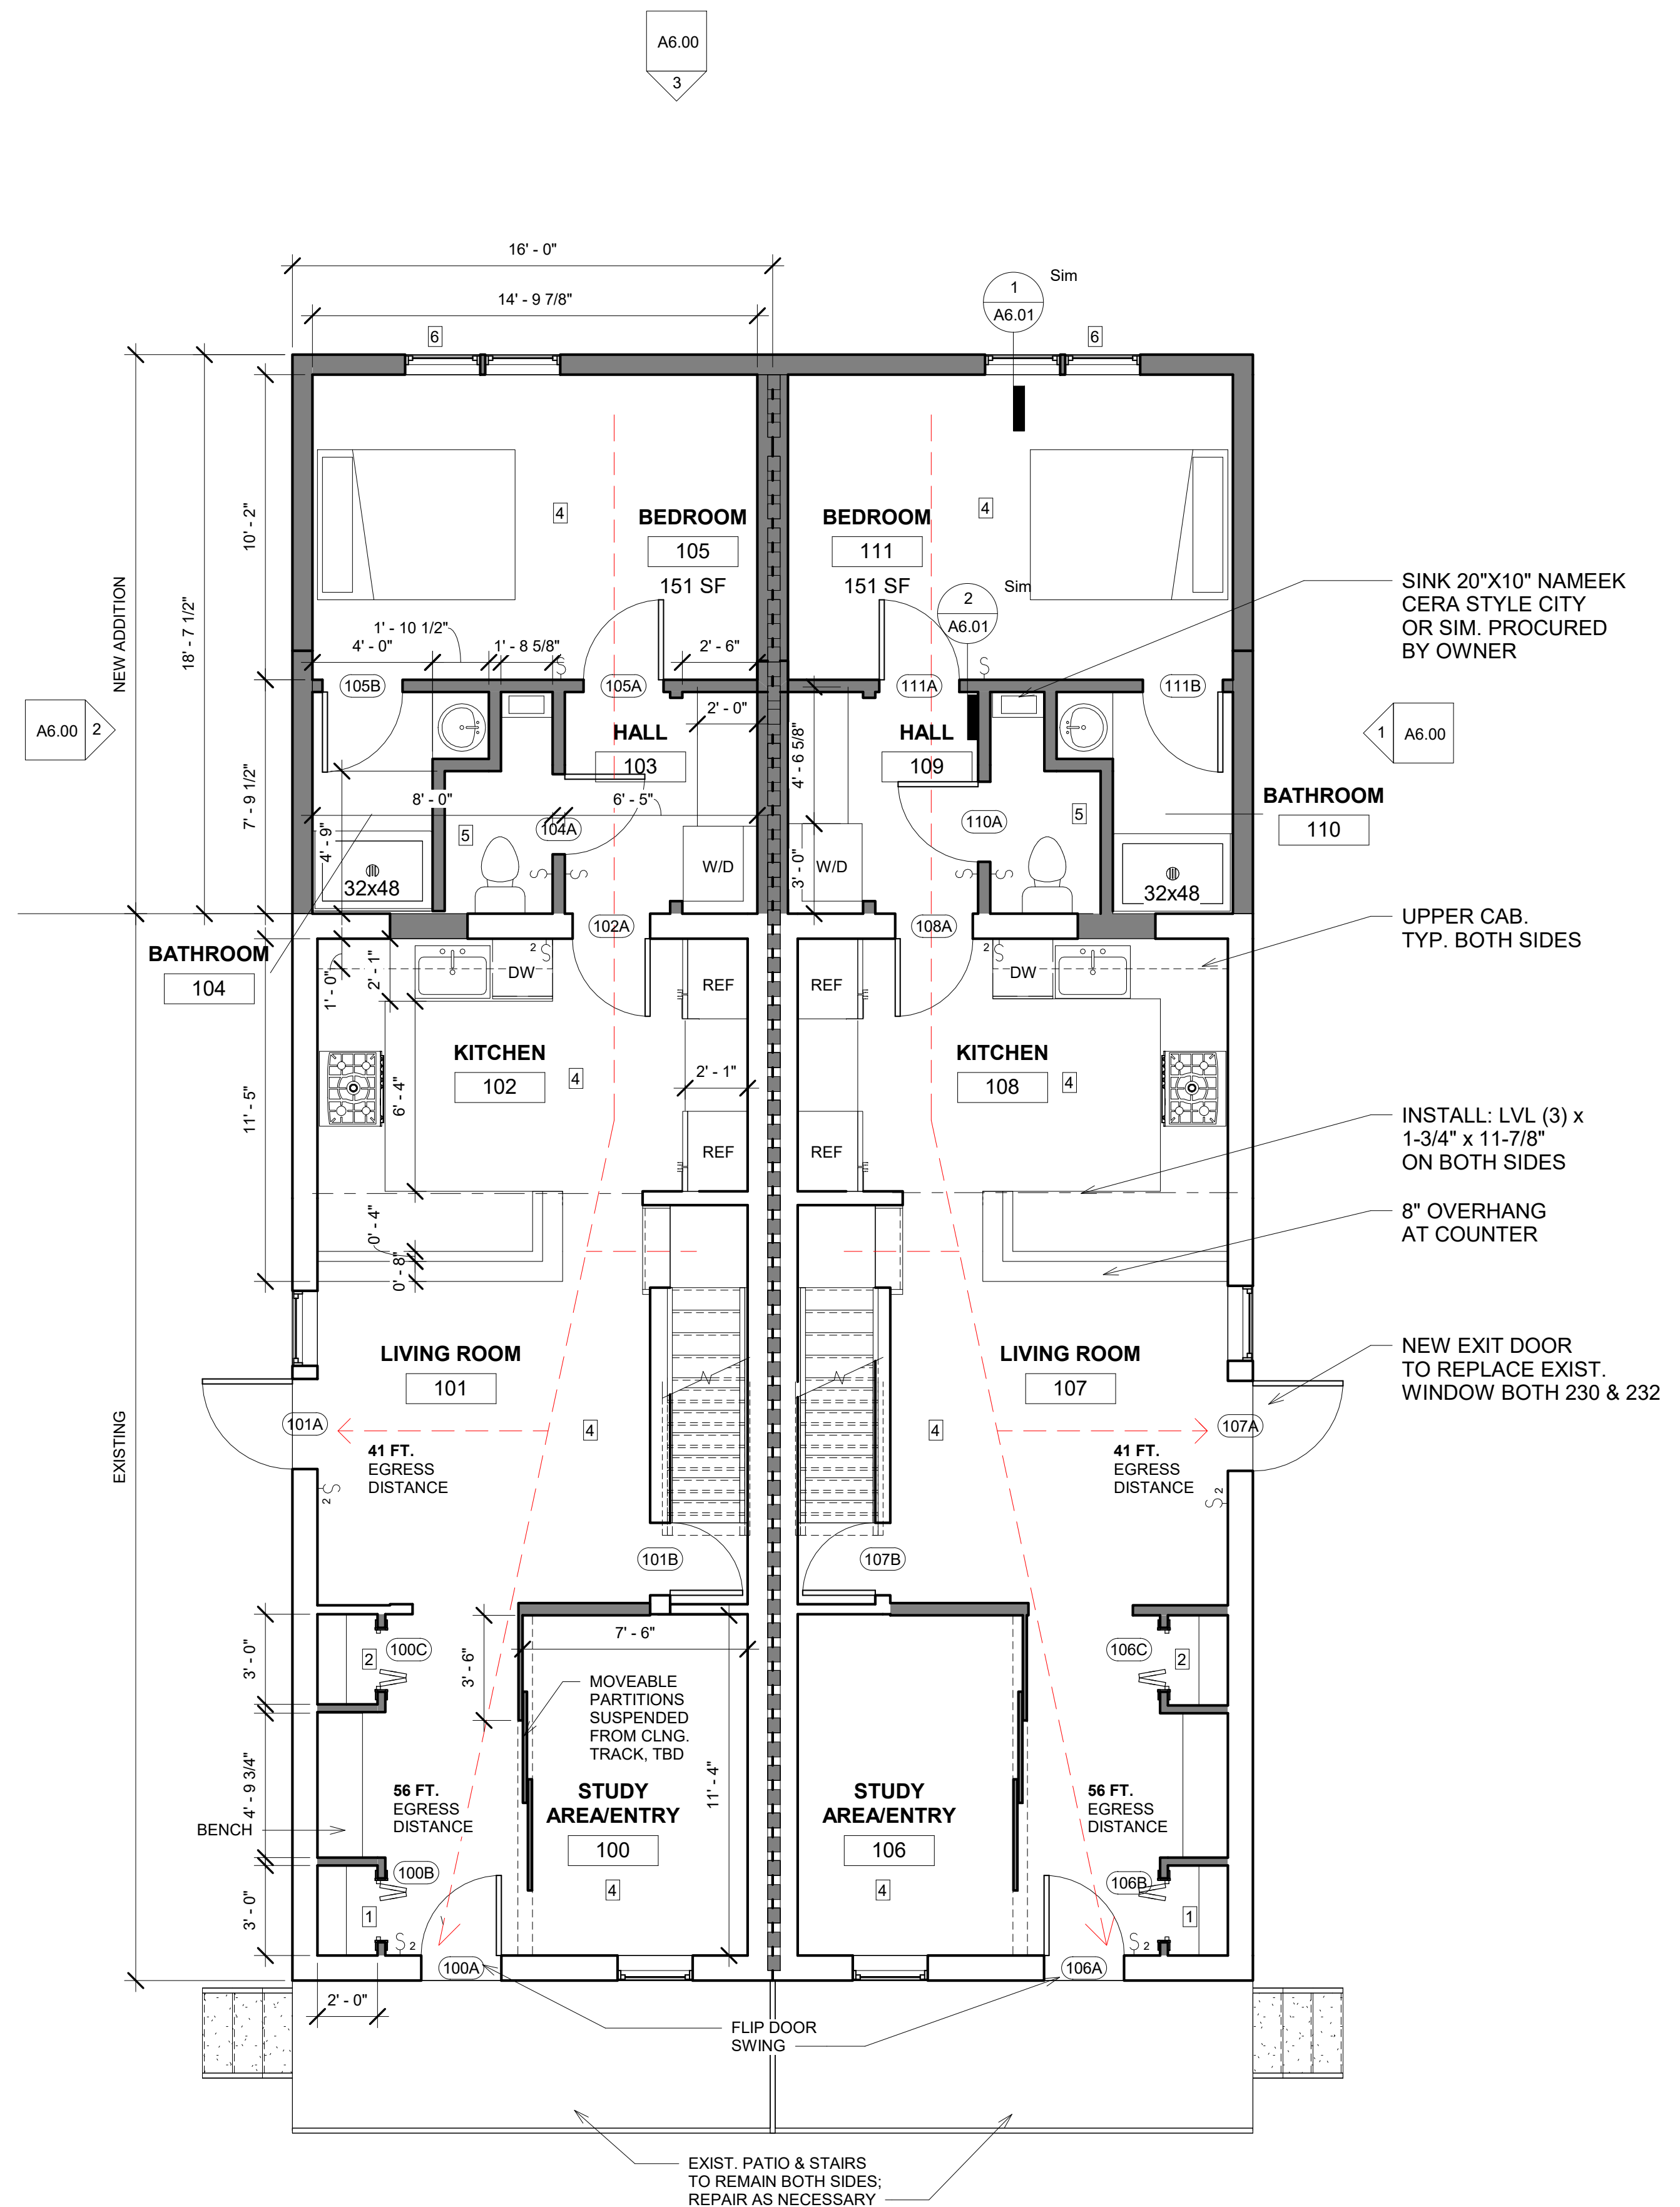 A6.00
3
16' - 0"
14' - 9 7/8"
1
A6.01
Sim
6
6
NEW ADDITION
18' - 7 1/2"
10' - 2"
4
BEDROOM
105
151 SF
BEDROOM
111
151 SF
4
2
A6.01
Sim
SINK 20"X10" NAMEEK
CERA STYLE CITY
OR SIM. PROCURED
BY OWNER
1' - 10 1/2"
4' - 0"
1' - 8 5/8"
2' - 6"
S
S
105B
105A
111A
111B
A6.00
2
1
A6.00
2' - 0"
HALL
103
HALL
109
4' - 6 5/8"
7' - 9 1/2"
8' - 0"
6' - 5"
4' - 9"
5
104A
110A
5
BATHROOM
110
32x48
W/D
3' - 0"
W/D
32x48
S
S
S
S
102A
108A
UPPER CAB.
TYP. BOTH SIDES
BATHROOM
104
1' - 0"
2' - 1"
2
S
DW
REF
REF
2
S
DW
KITCHEN
102
4
KITCHEN
108
4
2' - 1"
11' - 5"
6' - 4"
INSTALL: LVL (3) x
1-3/4" x 11-7/8"
ON BOTH SIDES
REF
REF
0' - 4"
0' - 8"
8" OVERHANG
AT COUNTER
LIVING ROOM
101
LIVING ROOM
107
NEW EXIT DOOR
TO REPLACE EXIST.
WINDOW BOTH 230 & 232
EXISTING
101A
107A
4
4
41 FT.
EGRESS
DISTANCE
41 FT.
EGRESS
DISTANCE
S
2
S
2
101B
107B
7' - 6"
3' - 0"
2
100C
3' - 6"
106C
2
MOVEABLE
PARTITIONS
SUSPENDED
FROM CLNG.
TRACK, TBD
4' - 9 3/4"
11' - 4"
56 FT.
EGRESS
DISTANCE
STUDY
AREA/ENTRY
100
STUDY
AREA/ENTRY
106
56 FT.
EGRESS
DISTANCE
BENCH
100B
106B
4
4
3' - 0"
1
1
S
2
S
2
100A
106A
2' - 0"
FLIP DOOR
SWING
EXIST. PATIO & STAIRS
TO REMAIN BOTH SIDES;
REPAIR AS NECESSARY